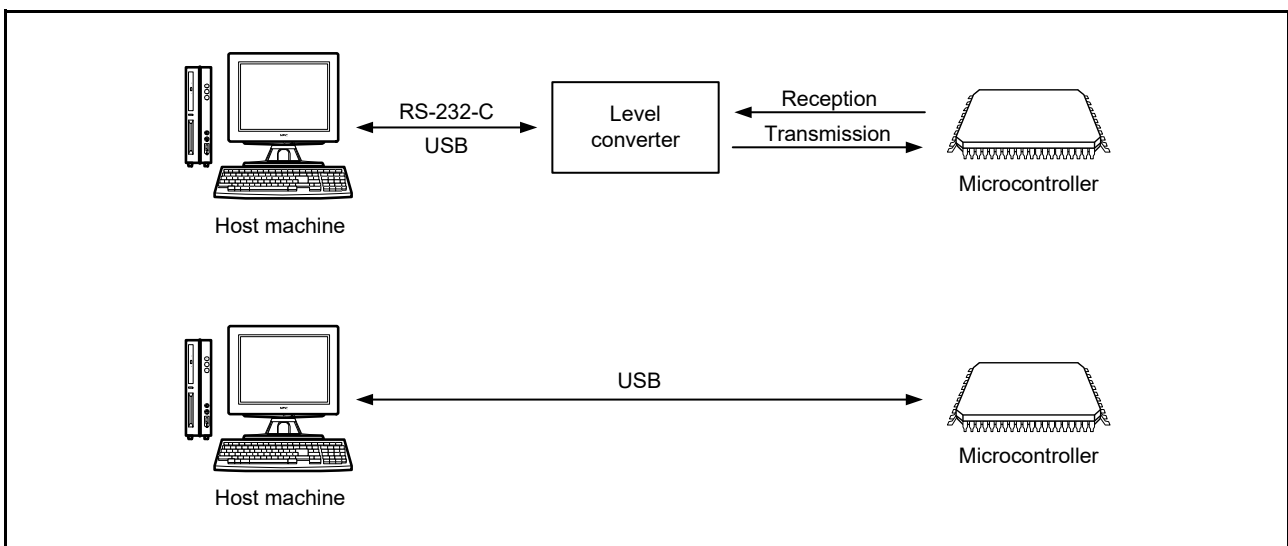 RS-232-C
USB
Level
converter
Reception
Transmission
Host machine
Microcontroller
USB
Host machine
Microcontroller